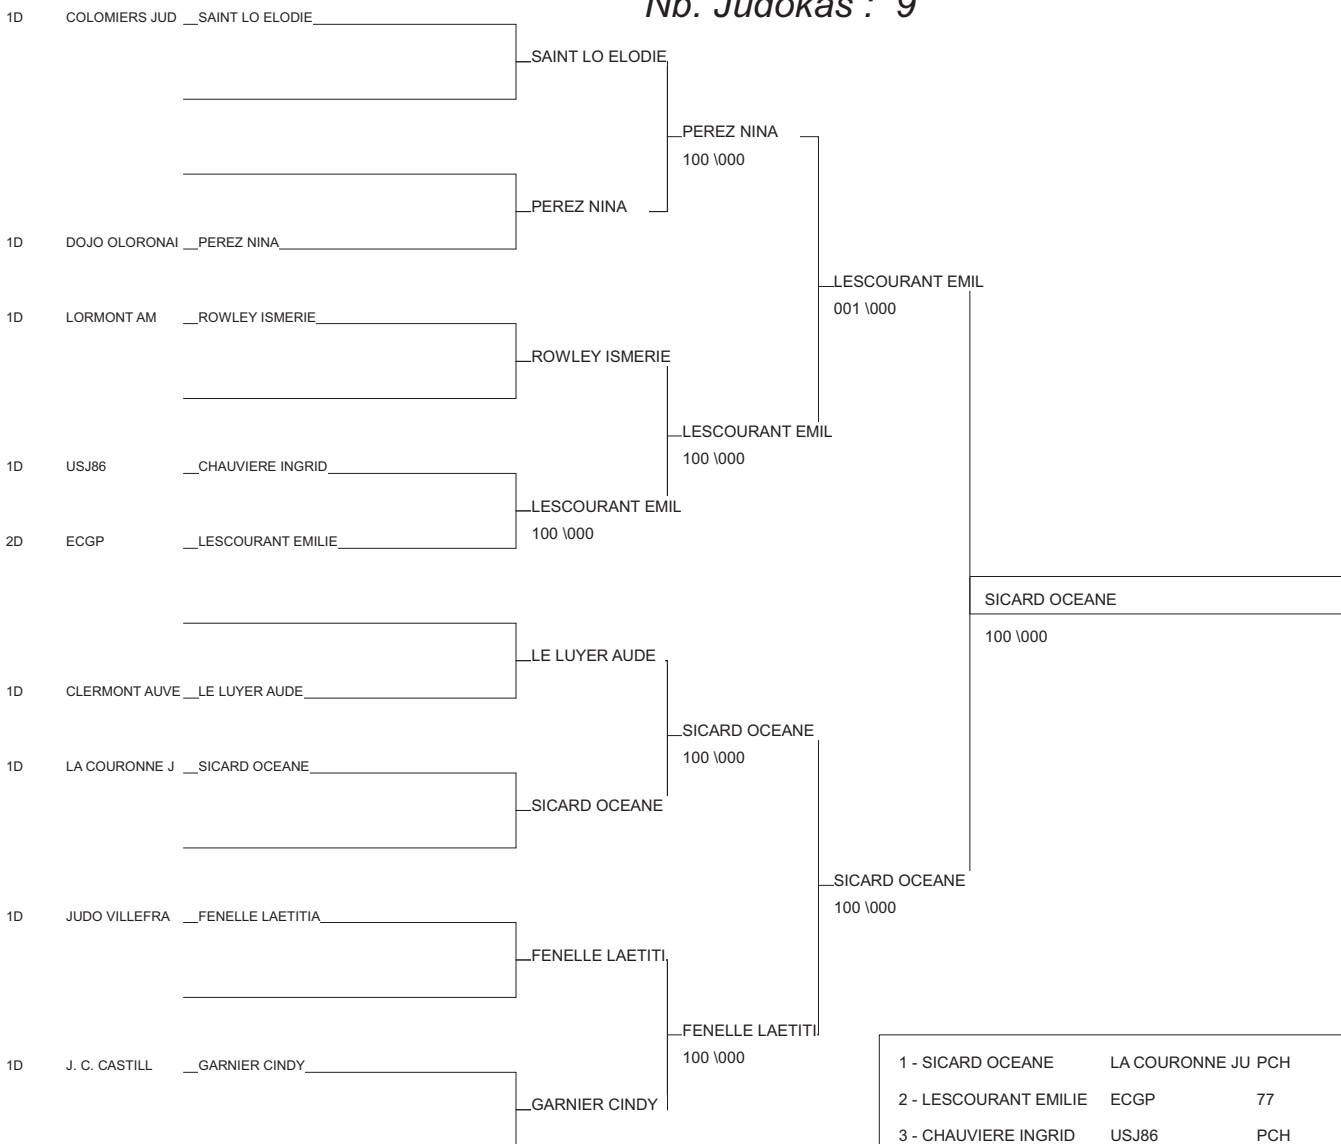 Nb. Judokas : 9
1D COLOMIERS JUD SAINT LO ELODIE
SAINT LO ELODIE
PEREZ NINA
100 \000
PEREZ NINA
1D DOJO OLORONAI PEREZ NINA
LESCOURANT EMIL
001 \000
1D LORMONT AM ROWLEY ISMERIE
ROWLEY ISMERIE
LESCOURANT EMIL
100 \000
1D USJ86 CHAUVIERE INGRID
LESCOURANT EMIL
100 \000
2D ECGP LESCOURANT EMILIE
SICARD OCEANE
100 \000
LE LUYER AUDE
1D CLERMONT AUVE LE LUYER AUDE
SICARD OCEANE
100 \000
1D LA COURONNE J SICARD OCEANE
SICARD OCEANE
SICARD OCEANE
100 \000
1D JUDO VILLEFRA FENELLE LAETITIA
FENELLE LAETITI
FENELLE LAETITI
100 \000
1D J. C. CASTILL GARNIER CINDY
GARNIER CINDY
1 - SICARD OCEANE LA COURONNE JU PCH
2 - LESCOURANT EMILIE ECGP 77
3 - CHAUVIERE INGRID USJ86 PCH